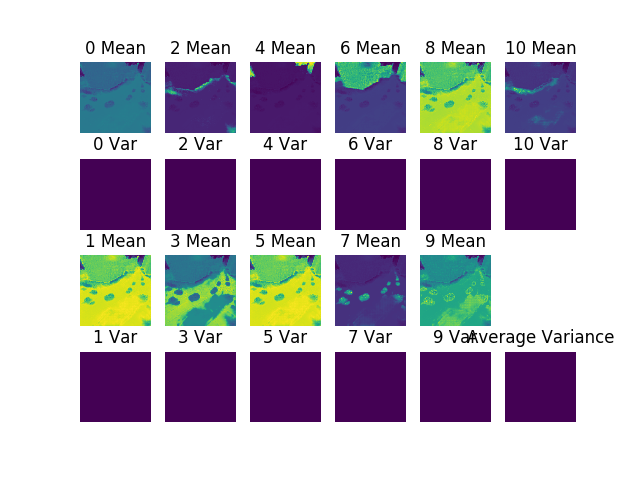 0 Mean 2 Mean 4 Mean 6 Mean 8 Mean 10 Mean
0 Var 2 Var 4 Var 6 Var 8 Var 10 Var
1 Mean 3 Mean 5 Mean 7 Mean 9 Mean
1 Var 3 Var 5 Var 7 Var 9 Var Average Variance